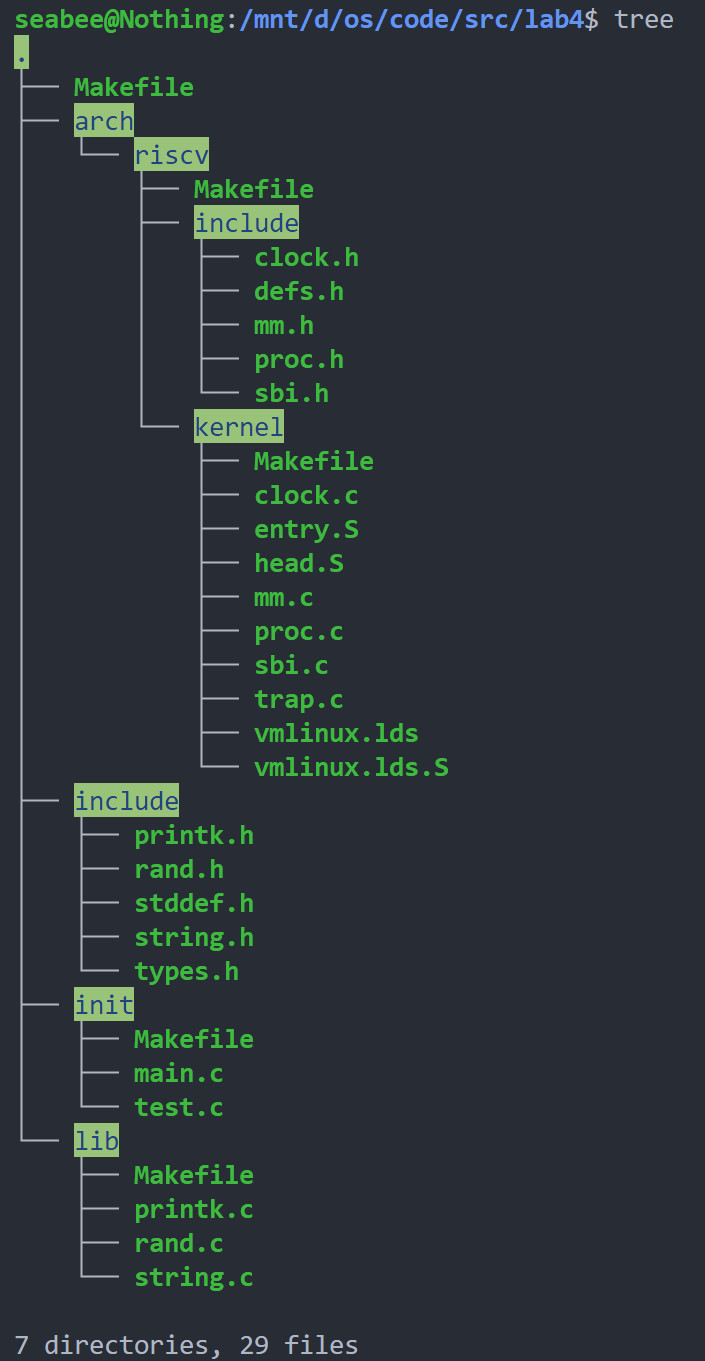 seabee@Nothing:/mnt/d/os/code/src/lab4$ tree
.
├── Makefile
├── arch
│   └── riscv
│       ├── Makefile
│       ├── include
│       │   ├── clock.h
│       │   ├── defs.h
│       │   ├── mm.h
│       │   ├── proc.h
│       │   └── sbi.h
│       └── kernel
│           ├── Makefile
│           ├── clock.c
│           ├── entry.S
│           ├── head.S
│           ├── mm.c
│           ├── proc.c
│           ├── sbi.c
│           ├── trap.c
│           ├── vmlinux.lds
│           └── vmlinux.lds.S
├── include
│   ├── printk.h
│   ├── rand.h
│   ├── stddef.h
│   ├── string.h
│   └── types.h
├── init
│   ├── Makefile
│   ├── main.c
│   └── test.c
└── lib
    ├── Makefile
    ├── printk.c
    ├── rand.c
    └── string.c

7 directories, 29 files